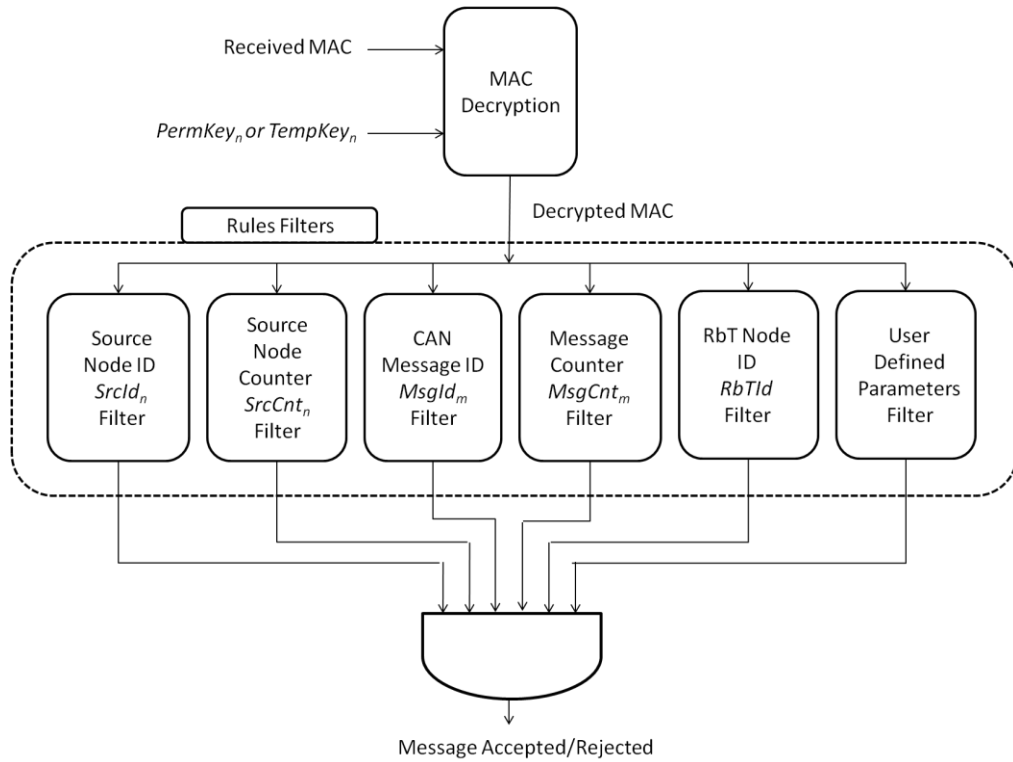 Received MAC
MAC
Decryption
PermKeyₙ or TempKeyₙ
Decrypted MAC
Rules Filters
Source
Node ID
SrcIdₙ
Filter
Source
Node
Counter
SrcCntₙ
Filter
CAN
Message ID
MsgIdₘ
Filter
Message
Counter
MsgCntₘ
Filter
RbT Node
ID
RbTId
Filter
User
Defined
Parameters
Filter
Message Accepted/Rejected